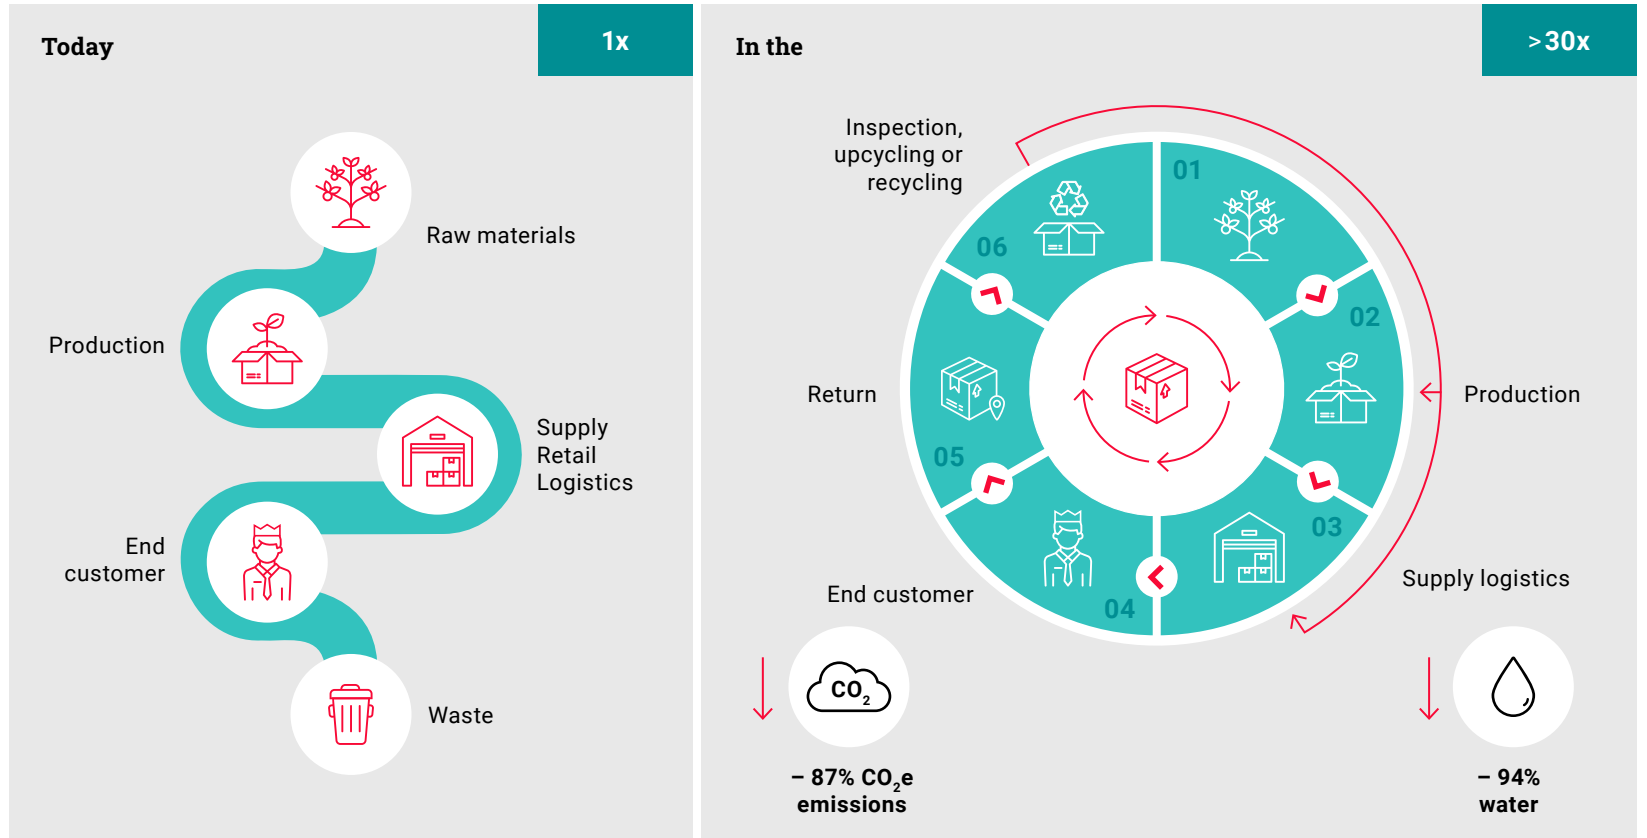 Today
1x
Raw materials
Production
Supply
Retail
Logistics
End
customer
Waste
In the
>30x
Inspection,
upcycling or
recycling
01
06
02
Return
Production
05
03
04
End customer
Supply logistics
CO₂
– 87% CO₂e
emissions
– 94%
water